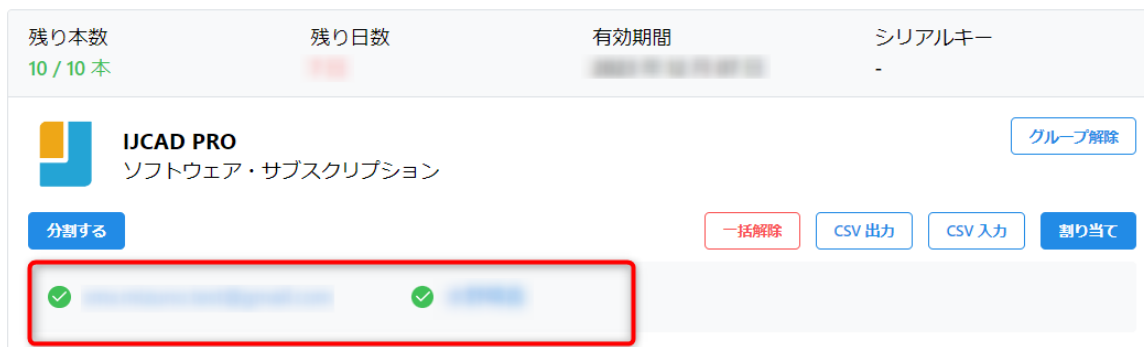 残り本数 残り日数 有効期間 シリアルキー
10 / 10 本 -
IJCAD PRO グループ解除
ソフトウェア・サブスクリプション
分割する 一括解除 CSV 出力 CSV 入力 割り当て